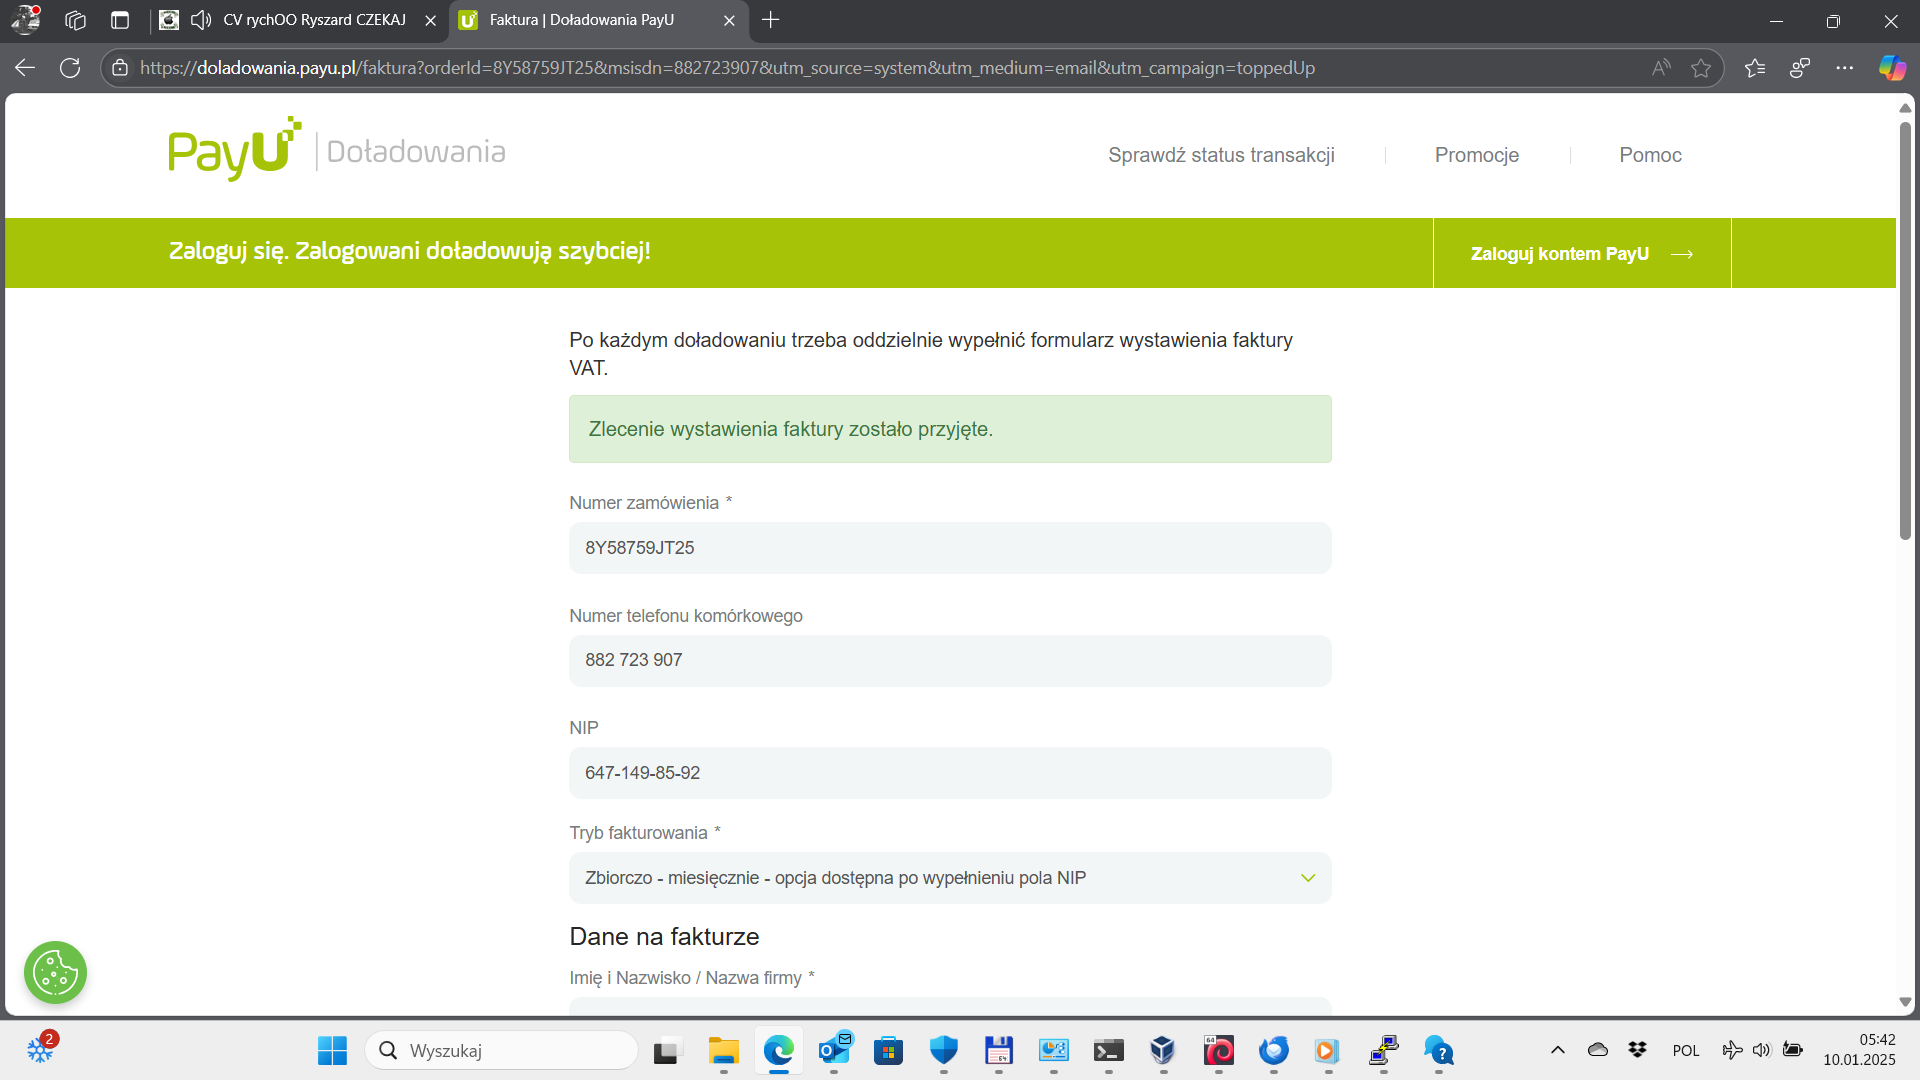 CV rychOO Ryszard CZEKAJ
Faktura | Doładowania PayU
https://doladowania.payu.pl/faktura?orderId=8Y58759JT25&msisdn=882723907&utm_source=system&utm_medium=email&utm_campaign=toppedUp
PayU | Doładowania
Sprawdź status transakcji
Promocje
Pomoc
Zaloguj się. Zalogowani doładowują szybciej!
Zaloguj kontem PayU
Po każdym doładowaniu trzeba oddzielnie wypełnić formularz wystawienia faktury
VAT.
Zlecenie wystawienia faktury zostało przyjęte.
Numer zamówienia *
8Y58759JT25
Numer telefonu komórkowego
882 723 907
NIP
647-149-85-92
Tryb fakturowania *
Zbiorczo - miesięcznie - opcja dostępna po wypełnieniu pola NIP
Dane na fakturze
Imię i Nazwisko / Nazwa firmy *
2
Wyszukaj
64
64
POL
05:42
10.01.2025